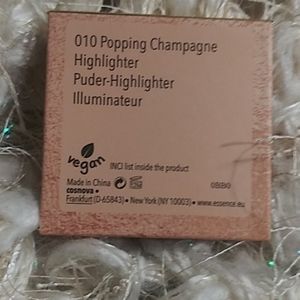 010 Popping Champagne
Highlighter
Puder-Highlighter
Illuminateur
vegan
INCI list inside the product
Made in China
cosnova •
Frankfurt (D-65843) • New York (NY 10003) • www.essence.eu